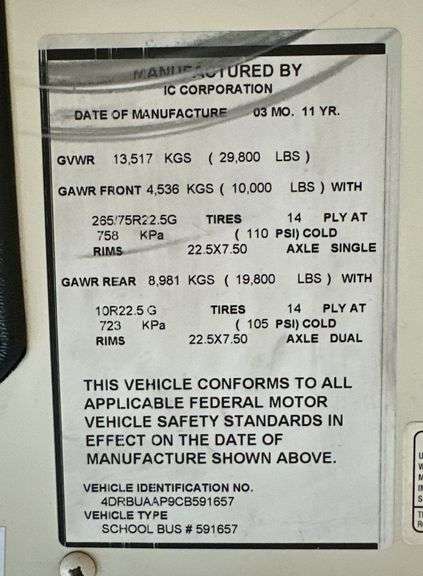 MANUFACTURED BY
IC CORPORATION
DATE OF MANUFACTURE 03 MO. 11 YR.
GVWR 13,517 KGS ( 29,800 LBS )
GAWR FRONT 4,536 KGS ( 10,000 LBS ) WITH
265/75R22.5G TIRES 14 PLY AT
758 KPa ( 110 PSI) COLD
RIMS 22.5X7.50 AXLE SINGLE
GAWR REAR 8,981 KGS ( 19,800 LBS ) WITH
10R22.5 G TIRES 14 PLY AT
723 KPa ( 105 PSI) COLD
RIMS 22.5X7.50 AXLE DUAL
THIS VEHICLE CONFORMS TO ALL
APPLICABLE FEDERAL MOTOR
VEHICLE SAFETY STANDARDS IN
EFFECT ON THE DATE OF
MANUFACTURE SHOWN ABOVE.
VEHICLE IDENTIFICATION NO.
4DRBUAAP9CB591657
VEHICLE TYPE
SCHOOL BUS # 591657